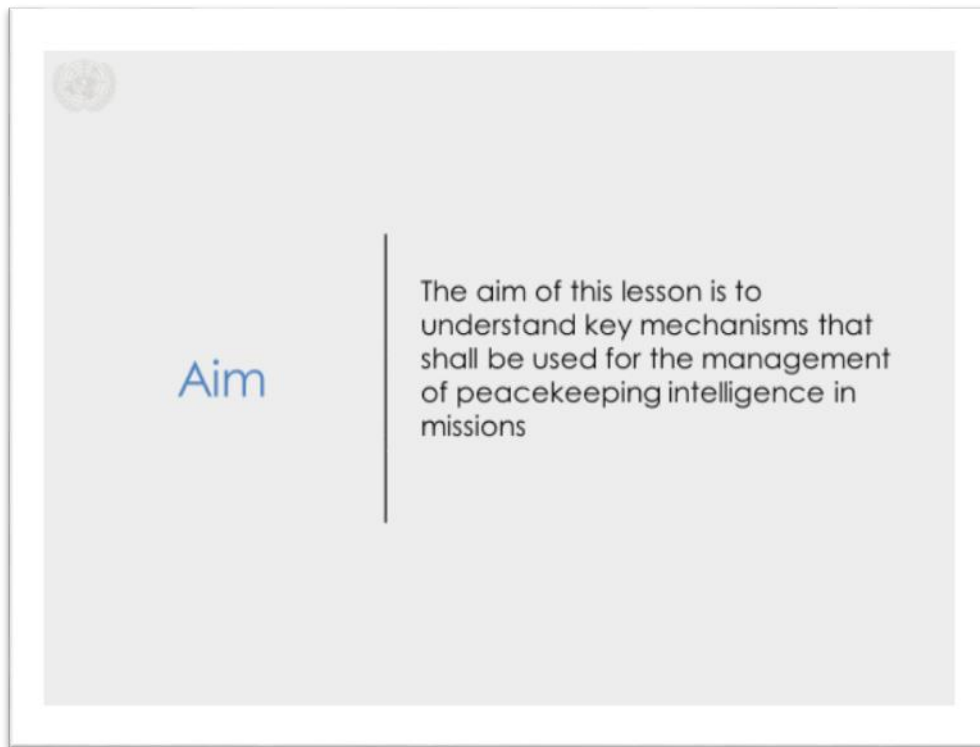 Aim
The aim of this lesson is to
understand key mechanisms that
shall be used for the management
of peacekeeping intelligence in
missions